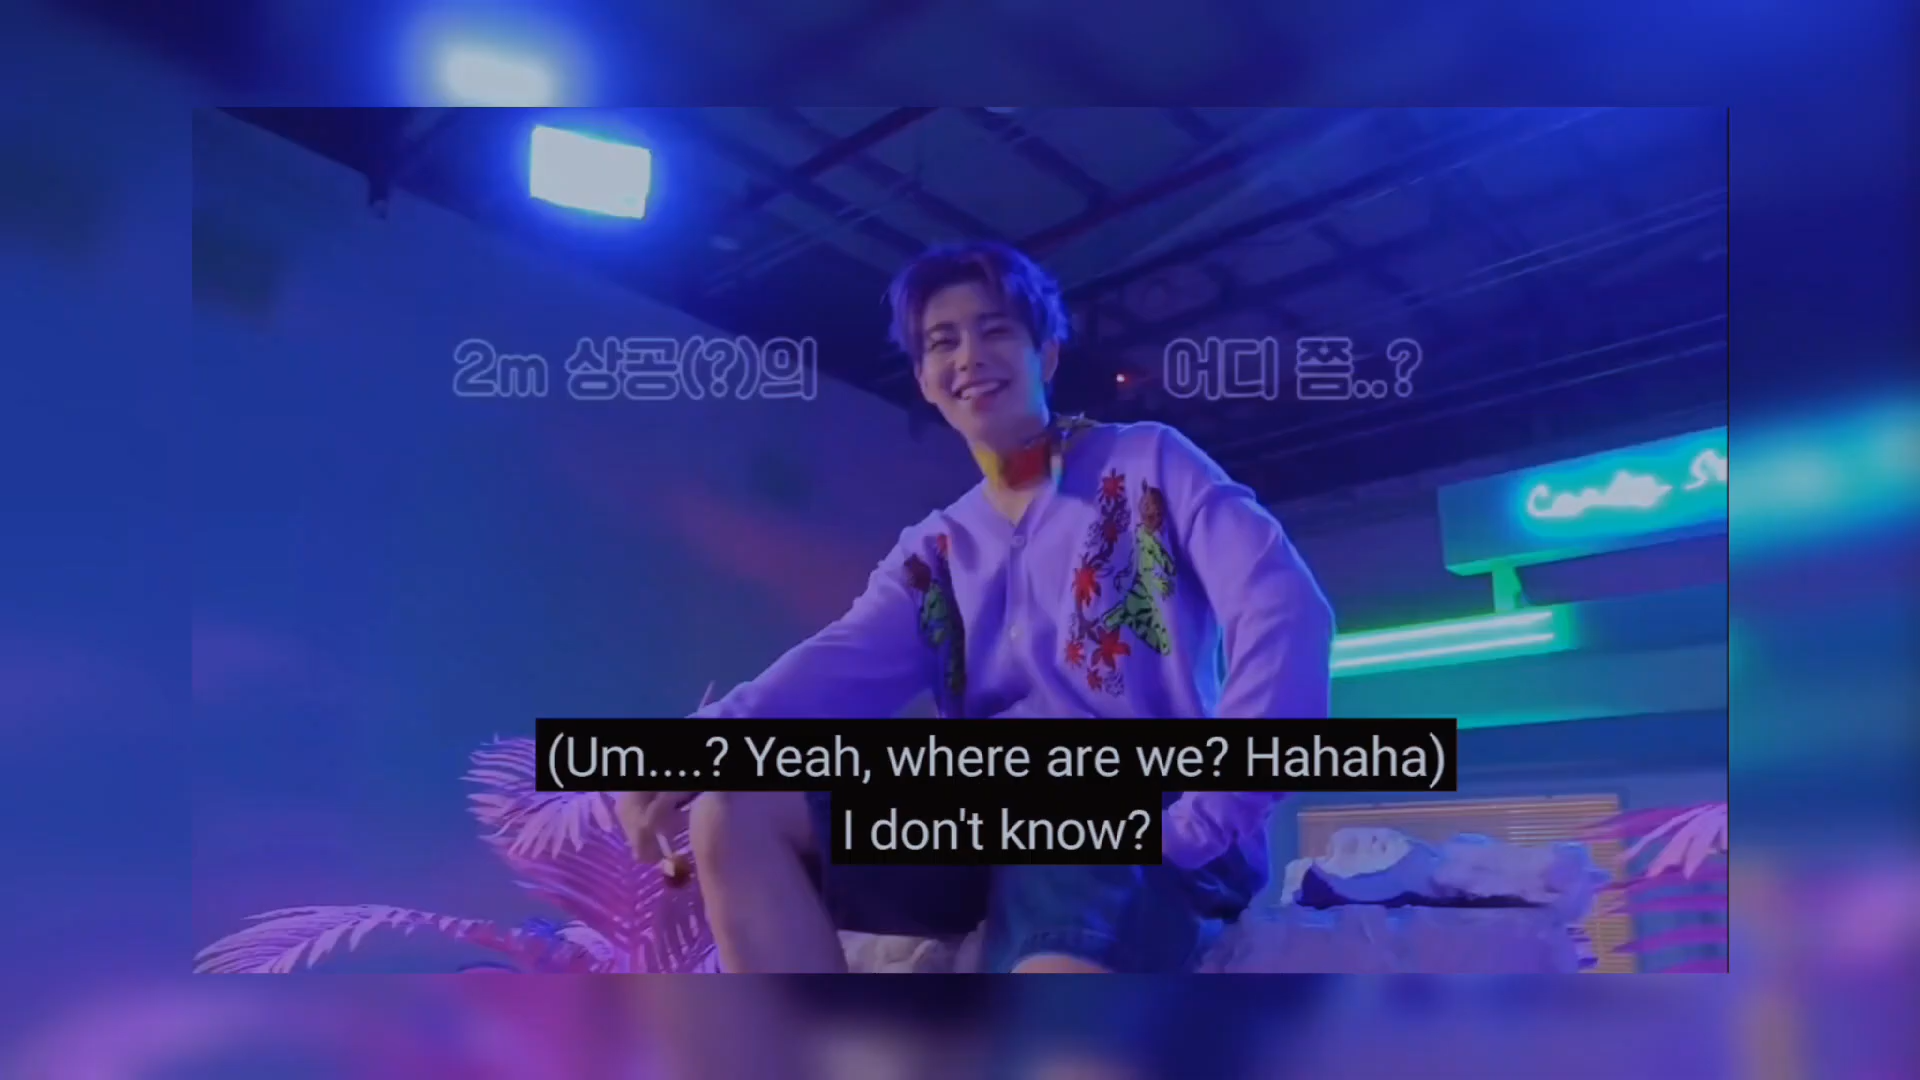 2m 상공(?)의 어디 쯤..?
(Um....? Yeah, where are we? Hahaha)
I don't know?